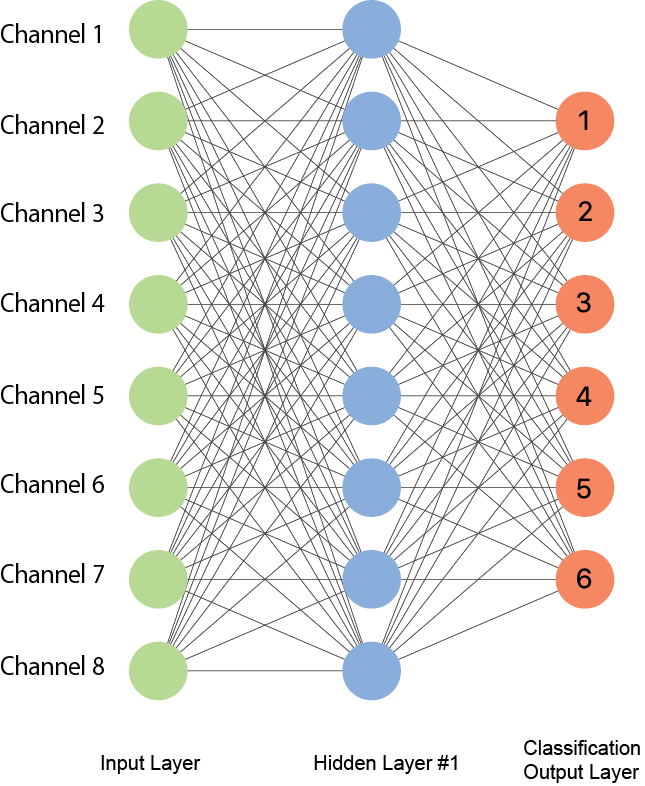 Channel 1
Channel 2
1
Channel 3
2
Channel 4
3
Channel 5
4
Channel 6
5
Channel 7
6
Channel 8
Input Layer
Hidden Layer #1
Classification
Output Layer